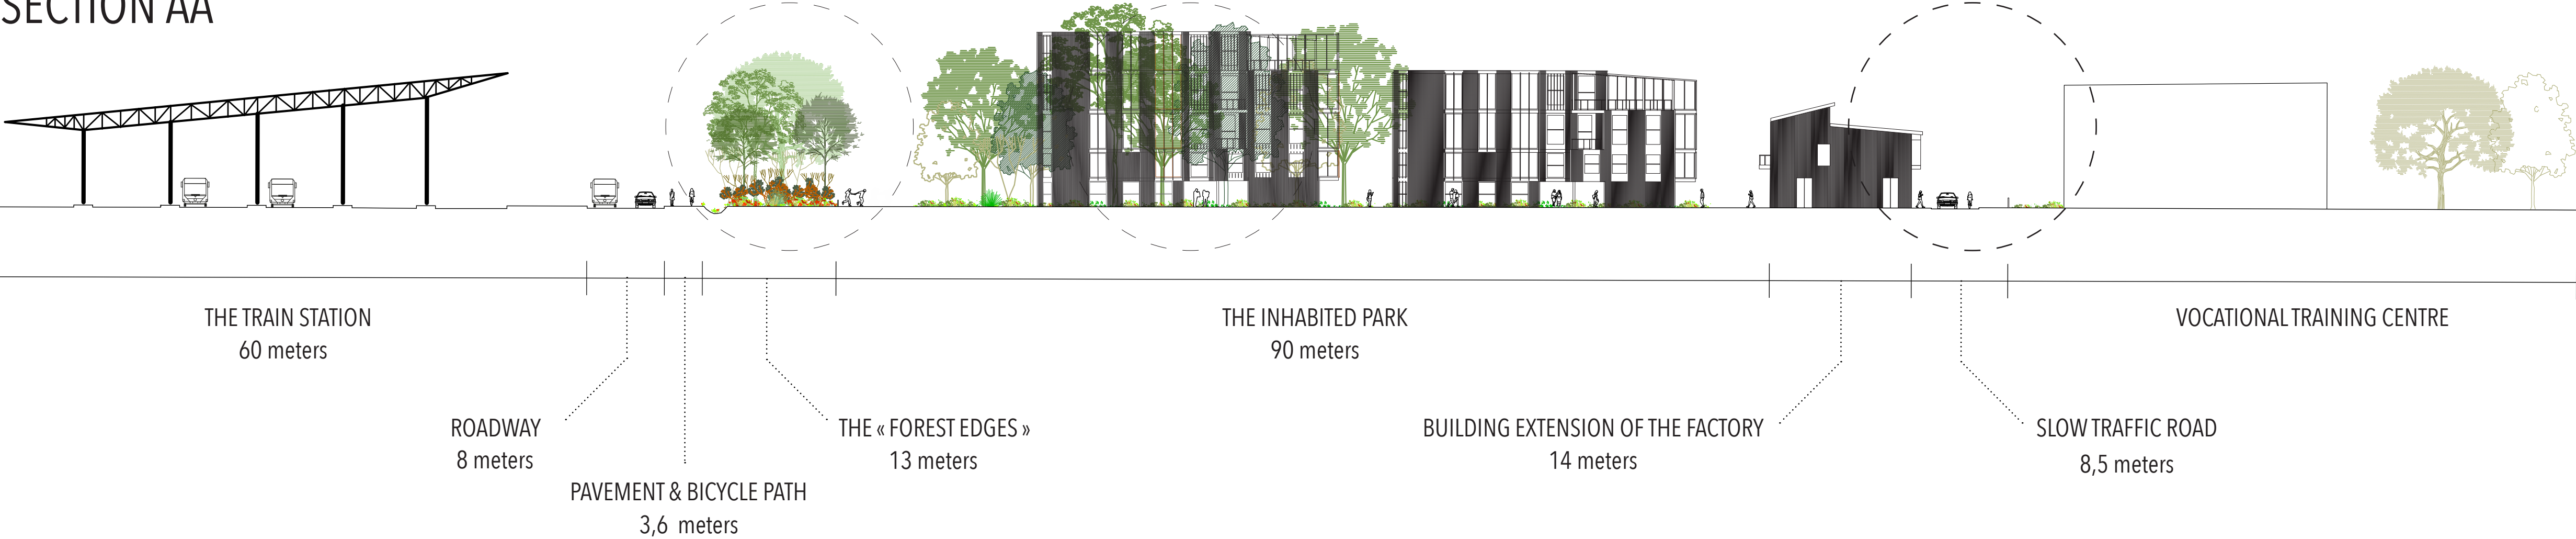 SECTION AA
THE TRAIN STATION
60 meters
THE INHABITED PARK
90 meters
VOCATIONAL TRAINING CENTRE
ROADWAY
8 meters
THE « FOREST EDGES »
13 meters
BUILDING EXTENSION OF THE FACTORY
14 meters
SLOW TRAFFIC ROAD
8,5 meters
PAVEMENT & BICYCLE PATH
3,6 meters